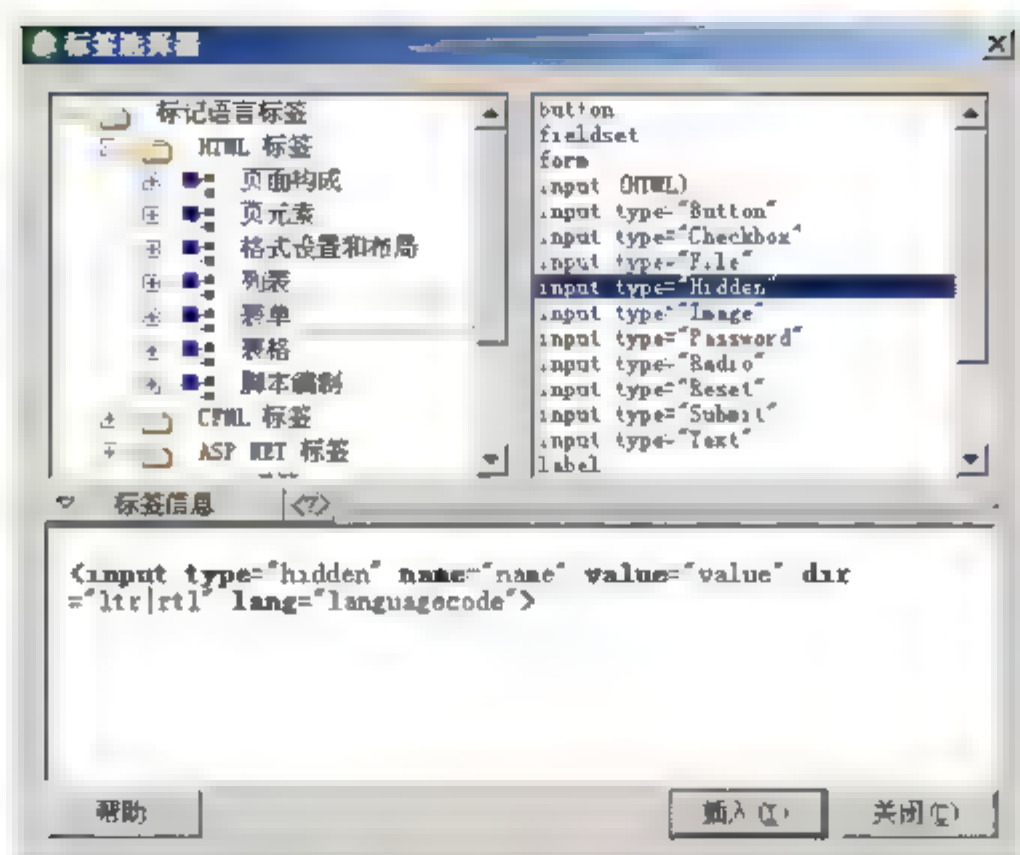 标签选择器
标记语言标签
HTML 标签
页面构成
页元素
格式设置和布局
列表
表单
表格
脚本编制
CFML 标签
ASP NET 标签
button
fieldset
form
input (HTML)
input type="Button"
input type="Checkbox"
input type="File"
input type="Hidden"
input type="Image"
input type="Password"
input type="Radio"
input type="Reset"
input type="Submit"
input type="Text"
label
标签信息 <?>
<input type="hidden" name="name" value="value" dir
="ltr|rtl" lang="languagecode">
帮助 插入(I) 关闭(C)